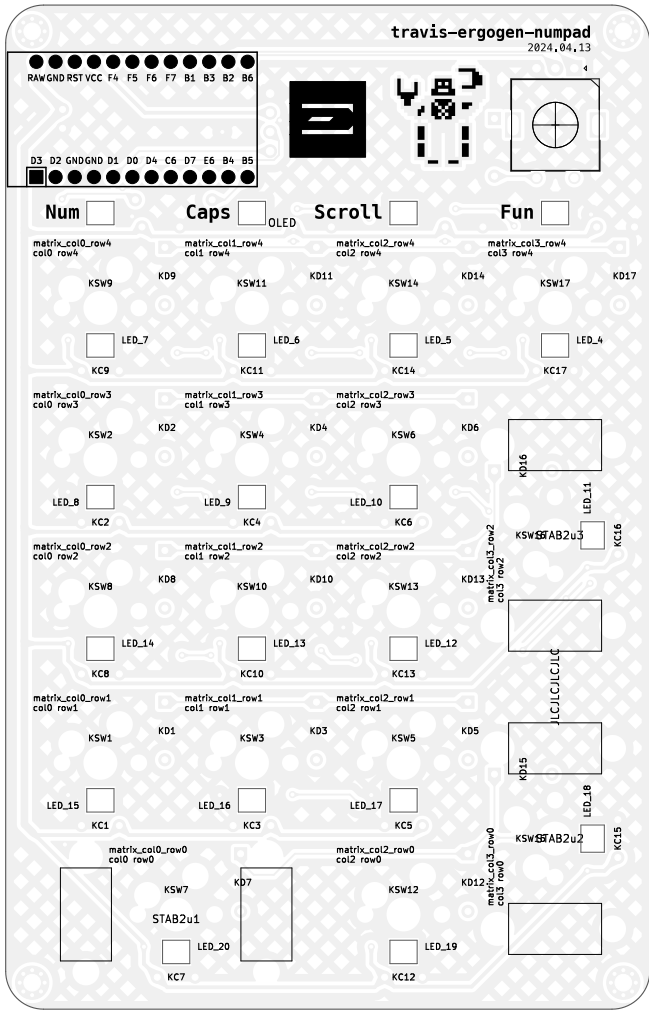 travis-ergogen-numpad
2024.04.13
RAW GND RST VCC F4 F5 F6 F7 B1 B3 B2 B6
D3 D2 GND GND D1 D0 D4 C6 D7 E6 B4 B5
Num Caps Scroll Fun
OLED
matrix_col0_row4 matrix_col1_row4 matrix_col2_row4 matrix_col3_row4
col0 row4 col1 row4 col2 row4 col3 row4
KD9 KD11 KD14 KD17
KSW9 KSW11 KSW14 KSW17
LED_7 LED_6 LED_5 LED_4
KC9 KC11 KC14 KC17
matrix_col0_row3 matrix_col1_row3 matrix_col2_row3
col0 row3 col1 row3 col2 row3
KD2 KD4 KD6
KSW2 KSW4 KSW6
KD16
LED_8 LED_9 LED_10 LED_11
KC2 KC4 KC6
STAB2u3
KC16
matrix_col3_row2
col3 row2
matrix_col0_row2 matrix_col1_row2 matrix_col2_row2
col0 row2 col1 row2 col2 row2
KD8 KD10 KD13
KSW8 KSW10 KSW13
LED_14 LED_13 LED_12
KC8 KC10 KC13
JLCJLCJLCJLC
matrix_col0_row1 matrix_col1_row1 matrix_col2_row1
col0 row1 col1 row1 col2 row1
KD1 KD3 KD5
KSW1 KSW3 KSW5
KD15
LED_15 LED_16 LED_17 LED_18
KC1 KC3 KC5
STAB2u2
KC15
matrix_col3_row0
col3 row0
matrix_col0_row0 matrix_col2_row0
col0 row0 col2 row0
KD7 KD12
KSW7 KSW12
STAB2u1
LED_20 LED_19
KC7 KC12